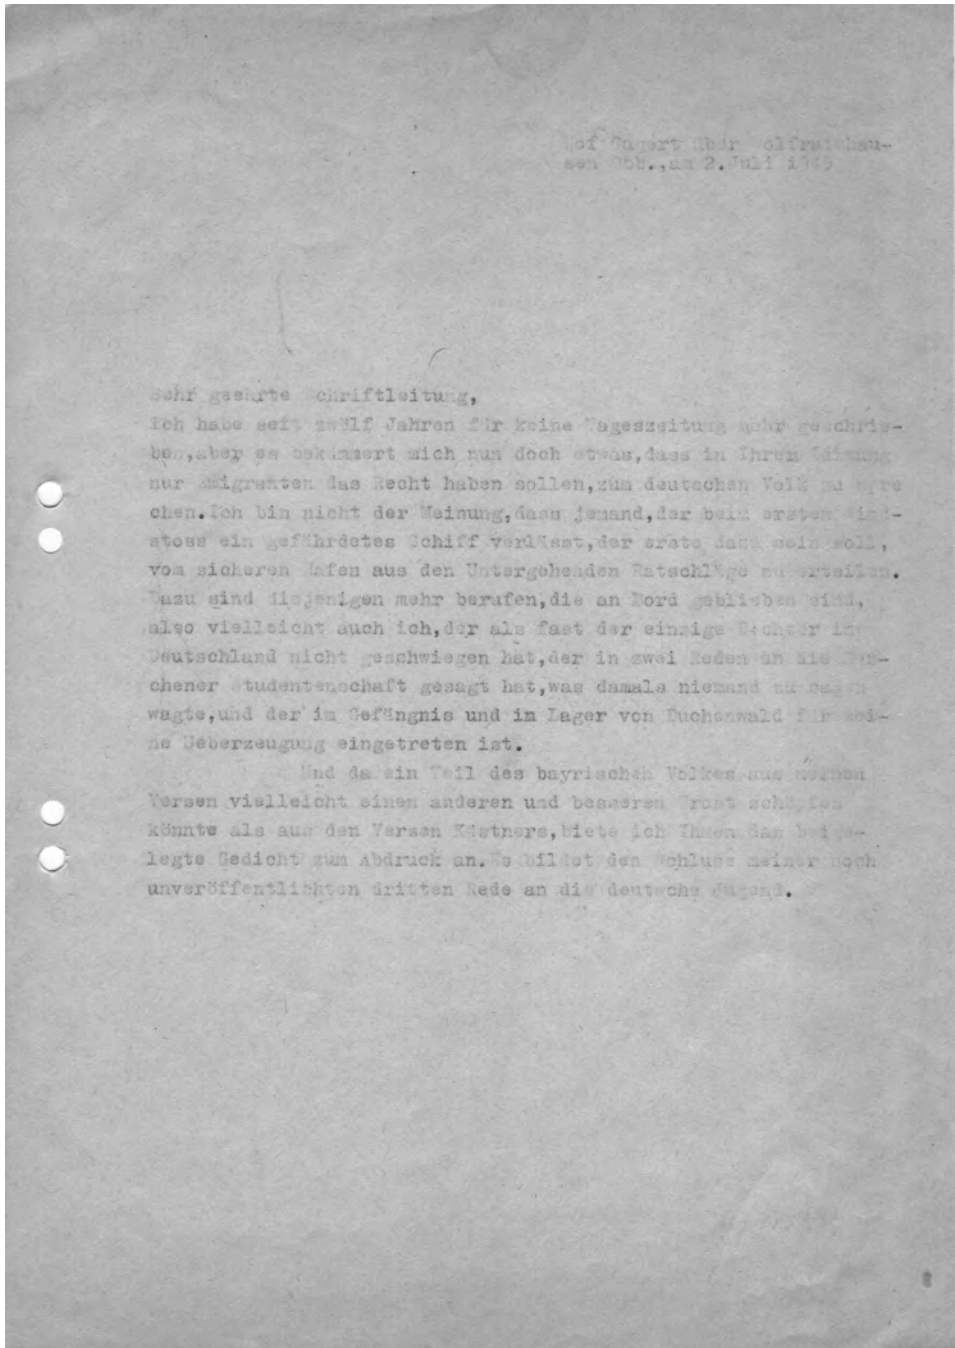 Hof Gagert über Wolfratshau-
sen Obb.,am 2.Juli 1945
Sehr geehrte Schriftleitung,
Ich habe seit zwölf Jahren für keine Tageszeitung mehr geschrie-
ben,aber es bekümmert mich nun doch etwas,dass in Ihrem
nur Emigranten das Recht haben sollen,zum deutschen Volk zu spre
chen.Ich bin nicht der Meinung,dass jemand,der beim ersten Wind-
stoss ein gefährdetes Schiff verlässt,der erste dazu sein soll,
vom sicheren Hafen aus den Untergehenden Ratschläge zu erteilen.
Dazu sind diejenigen mehr berufen,die an Bord geblieben sind,
also vielleicht auch ich,der als fast der einzige Dichter in
Deutschland nicht geschwiegen hat,der in zwei Reden an die Mün-
chener Studentenschaft gesagt hat,was damals niemand zu sagen
wagte,und der im Gefängnis und im Lager von Buchenwald für mei-
ne Ueberzeugung eingetreten ist.
Und da ein Teil des bayrischen Volkes aus meinen
Versen vielleicht einen anderen und besseren Trost schöpfen
könnte als aus den Versen Kästners,biete ich Ihnen das beige-
legte Gedicht zum Abdruck an.Es bildet den Schluss meiner noch
unveröffentlichten dritten Rede an die deutsche Jugend.